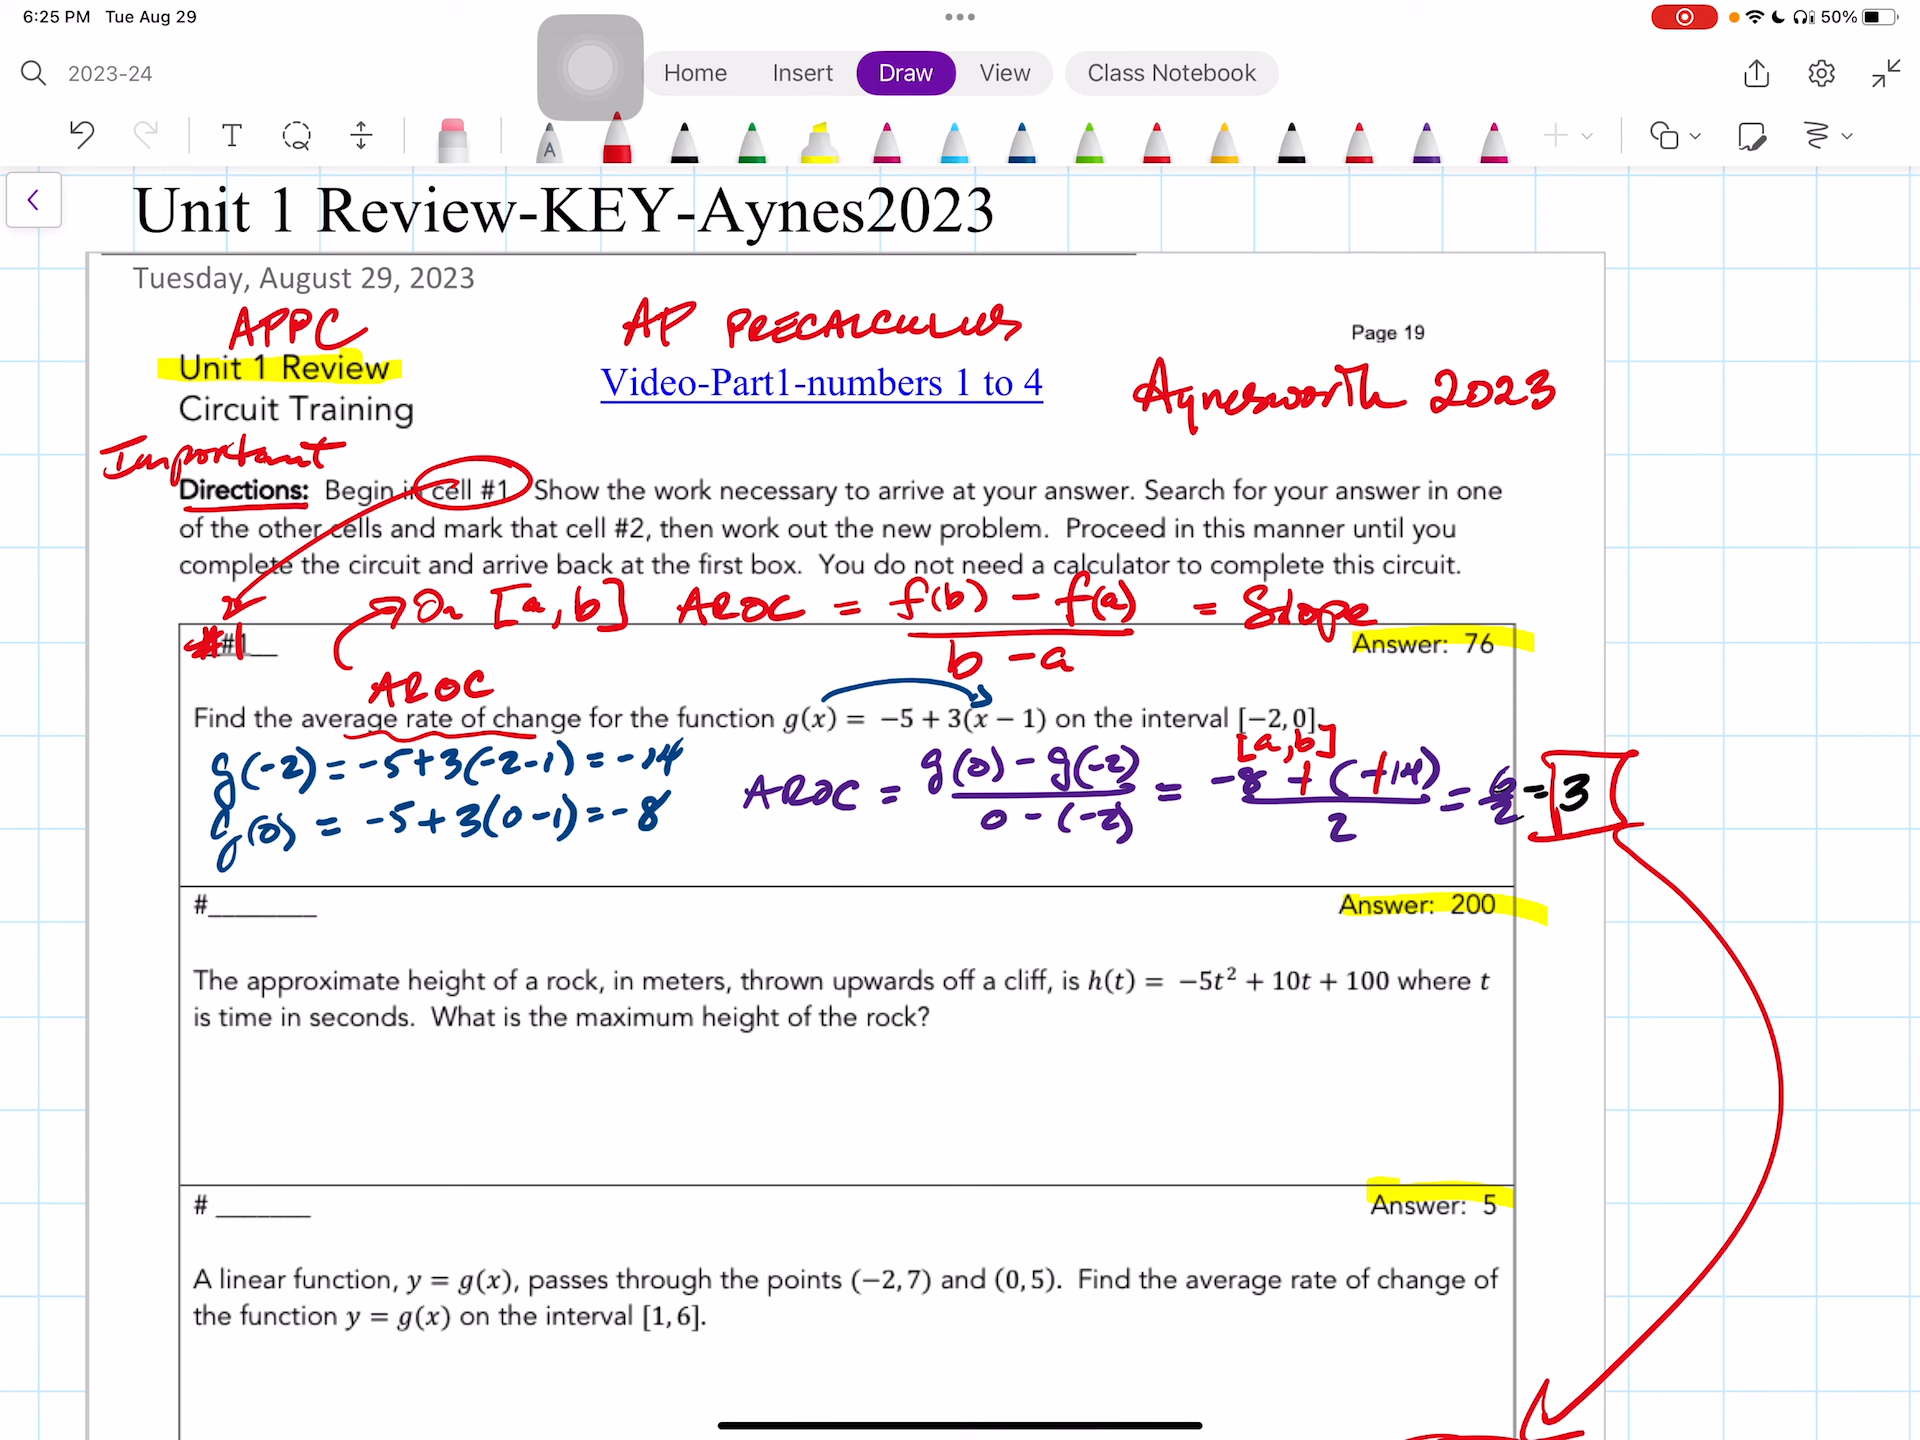 6:25 PM Tue Aug 29
50%
2023-24
Home Insert Draw View Class Notebook
T
A
Unit 1 Review-KEY-Aynes2023
Tuesday, August 29, 2023
APPC
AP PRECALCULUS
Page 19
Unit 1 Review
Video-Part1-numbers 1 to 4
Aynesworth 2023
Circuit Training
Important
Directions: Begin in cell #1. Show the work necessary to arrive at your answer. Search for your answer in one
of the other cells and mark that cell #2, then work out the new problem. Proceed in this manner until you
complete the circuit and arrive back at the first box. You do not need a calculator to complete this circuit.
→ On [a,b] AROC = f(b) - f(a) / b - a = Slope
#1__
Answer: 76
AROC
Find the average rate of change for the function g(x) = −5 + 3(x − 1) on the interval [−2, 0].
[a,b]
g(-2) = -5+3(-2-1) = -14
g(0) = -5+3(0-1) = -8
AROC = g(0) - g(-2) / 0 - (-2) = -8 + (+14) / 2 = 6/2 = 3
#________ Answer: 200
The approximate height of a rock, in meters, thrown upwards off a cliff, is h(t) = −5t² + 10t + 100 where t
is time in seconds. What is the maximum height of the rock?
# _______ Answer: 5
A linear function, y = g(x), passes through the points (−2, 7) and (0, 5). Find the average rate of change of
the function y = g(x) on the interval [1, 6].